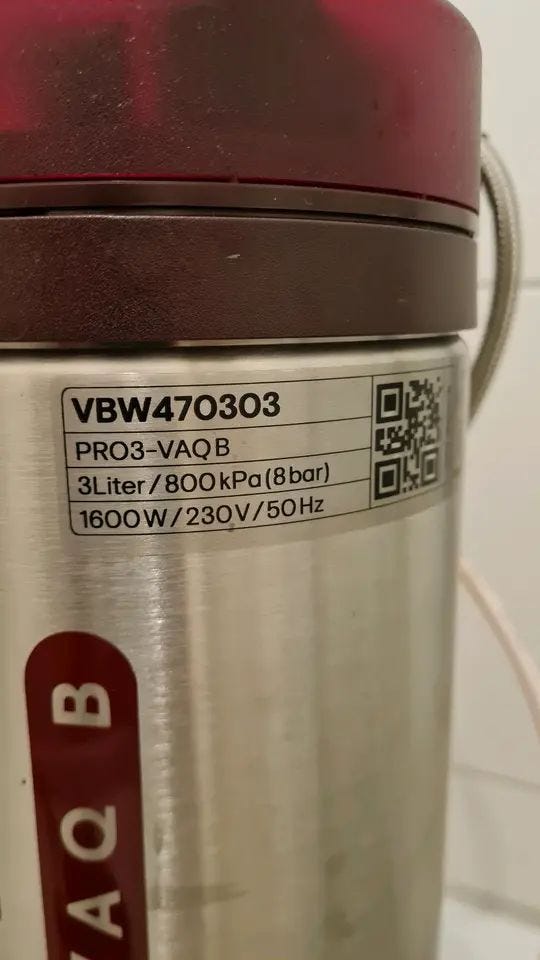 VBW470303
PRO3-VAQ B
3Liter/800kPa(8bar)
1600W/230V/50Hz
VAQ B